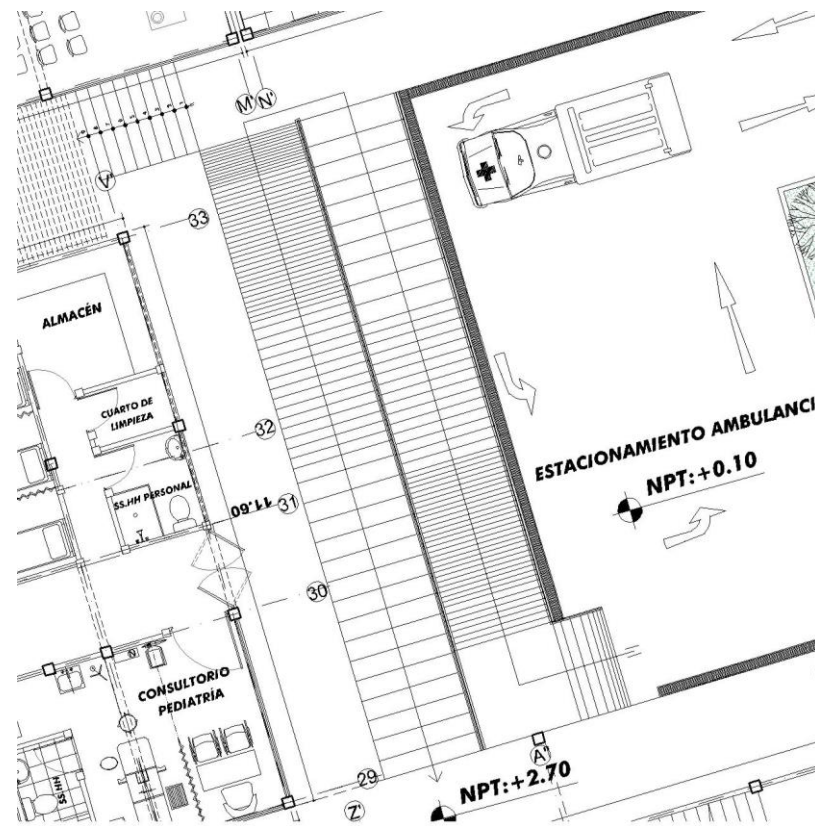 M'
N'
V'
33
ALMACÉN
CUARTO DE
LIMPIEZA
32
SS.HH PERSONAL
11.60
31
30
ESTACIONAMIENTO AMBULANCI
NPT:+0.10
CONSULTORIO
PEDIATRÍA
29
Z'
A"
NPT:+2.70
SS.HH